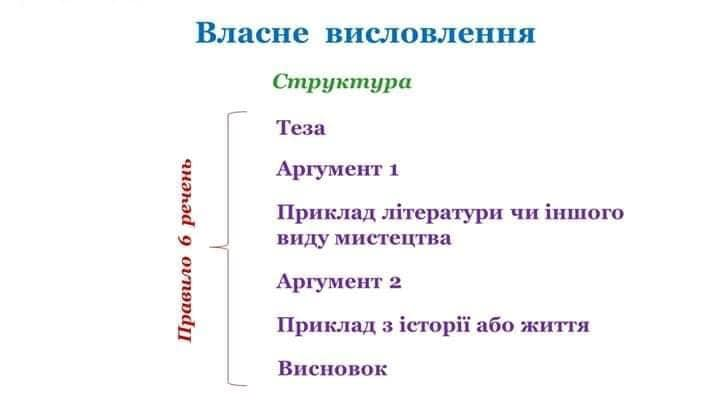 Власне висловлення
Структура
Правило 6 речень
Теза
Аргумент 1
Приклад літератури чи іншого
виду мистецтва
Аргумент 2
Приклад з історії або життя
Висновок